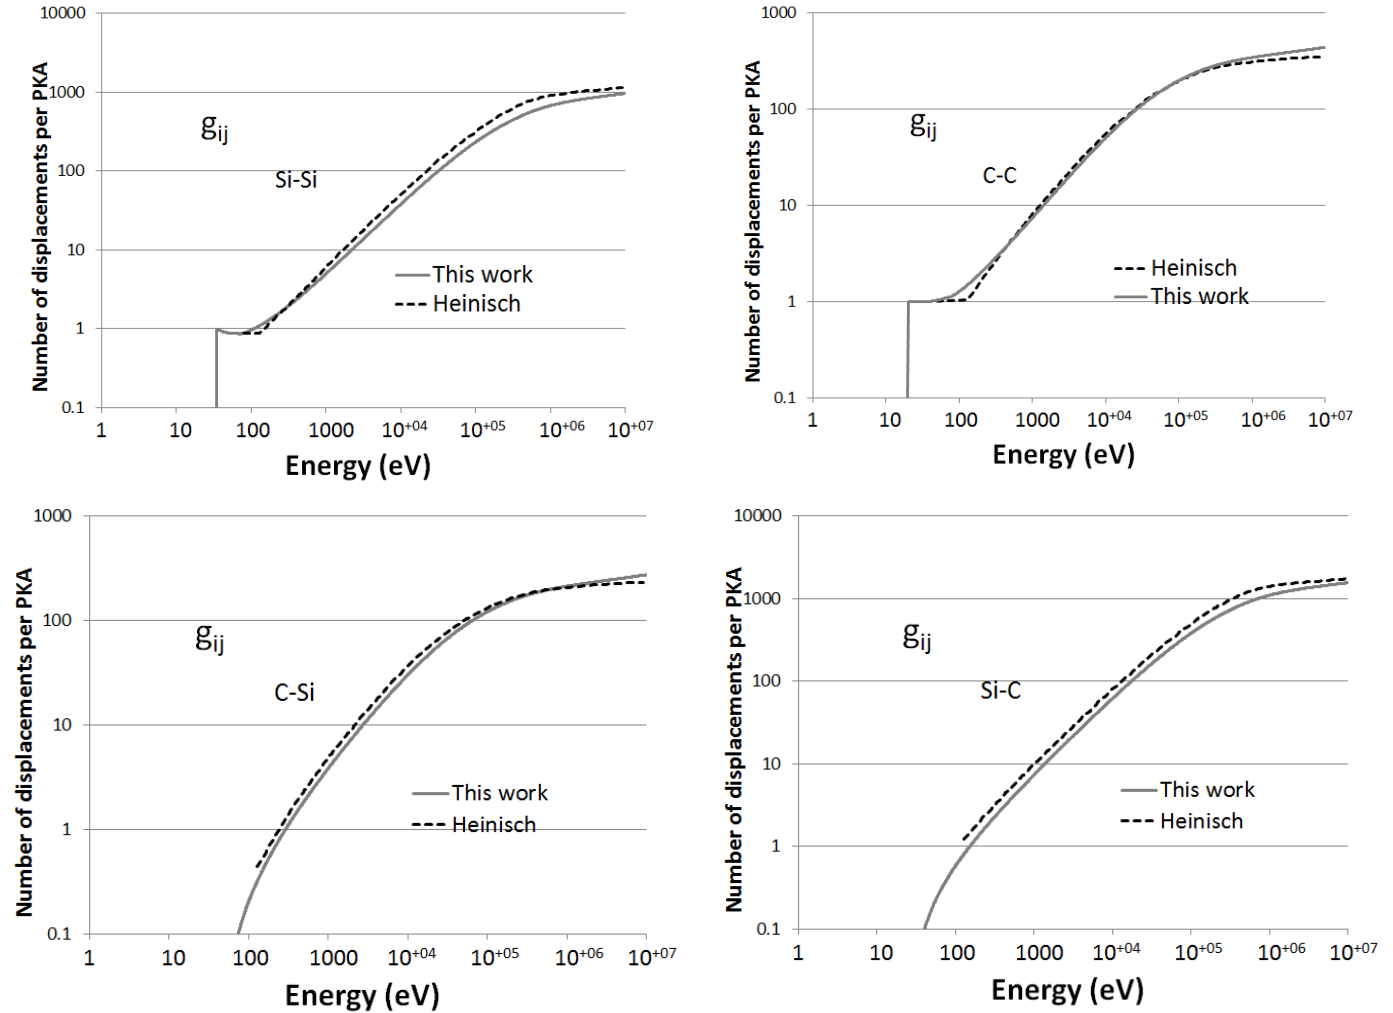 Number of displacements per PKA
10000
1000
100
10
1
0.1
g_ij
Si-Si
This work
Heinisch
1 10 100 1000 10+04 10+05 10+06 10+07
Energy (eV)
Number of displacements per PKA
1000
100
10
1
0.1
g_ij
C-C
Heinisch
This work
1 10 100 1000 10+04 10+05 10+06 10+07
Energy (eV)
Number of displacements per PKA
1000
100
10
1
0.1
g_ij
C-Si
This work
Heinisch
1 10 100 1000 10+04 10+05 10+06 10+07
Energy (eV)
Number of displacements per PKA
10000
1000
100
10
1
0.1
g_ij
Si-C
This work
Heinisch
1 10 100 1000 10+04 10+05 10+06 10+07
Energy (eV)